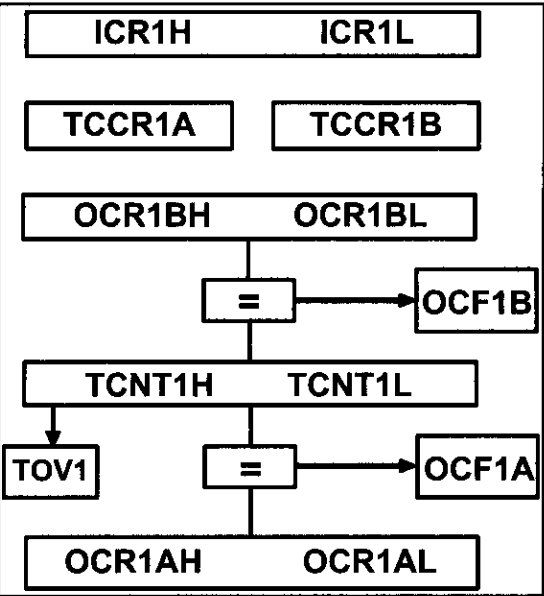 ICR1H ICR1L
TCCR1A TCCR1B
OCR1BH OCR1BL
= OCF1B
TCNT1H TCNT1L
TOV1 = OCF1A
OCR1AH OCR1AL